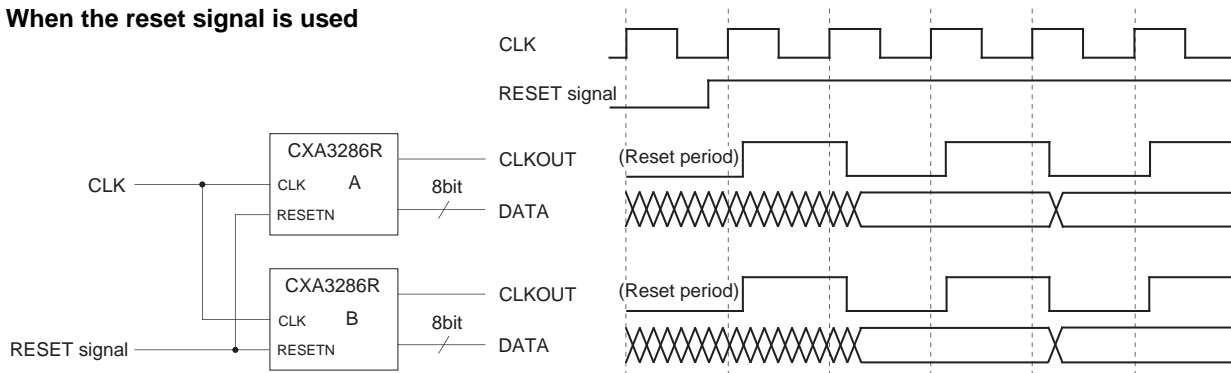 When the reset signal is used
CLK
RESET signal
CXA3286R
A
CLK
RESETN
8bit
CLKOUT
DATA
(Reset period)
CLK
CXA3286R
B
CLK
RESETN
8bit
CLKOUT
DATA
(Reset period)
RESET signal